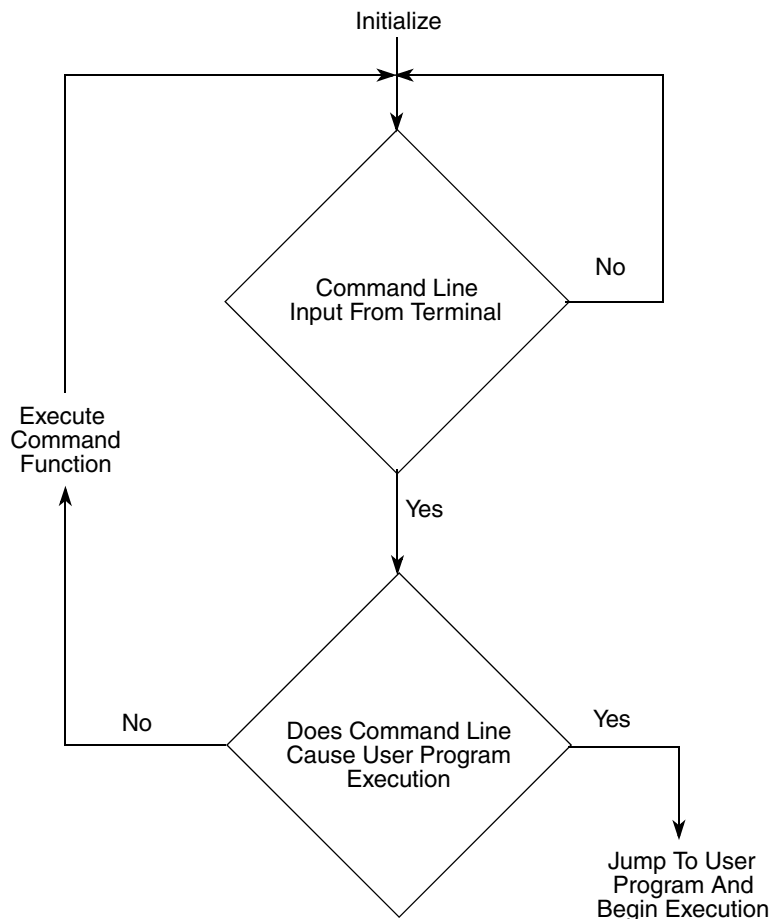 Initialize
No
Command Line
Input From Terminal
Execute
Command
Function
Yes
No
Does Command Line
Cause User Program
Execution
Yes
Jump To User
Program And
Begin Execution